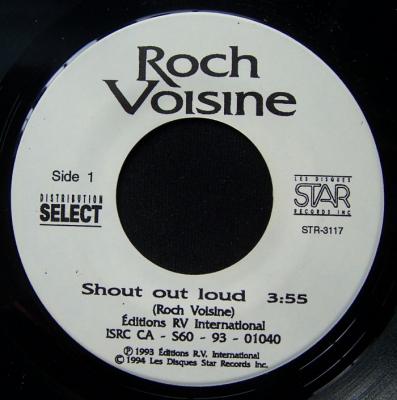 Roch
Voisine
Side 1
DISTRIBUTION
SELECT
LES DISQUES
STAR
RECORDS INC
STR-3117
Shout out loud 3:55
(Roch Voisine)
Éditions RV International
ISRC CA - S60 - 93 - 01040
℗ 1993 Éditions R.V. International
© 1994 Les Disques Star Records Inc.